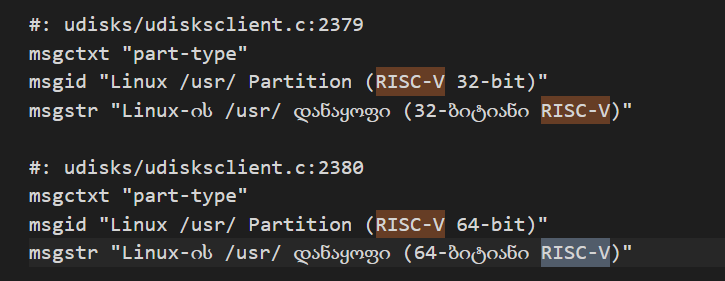 #: udisks/udisksclient.c:2379
msgctxt "part-type"
msgid "Linux /usr/ Partition (RISC-V 32-bit)"
msgstr "Linux-ის /usr/ დანაყოფი (32-ბიტიანი RISC-V)"
#: udisks/udisksclient.c:2380
msgctxt "part-type"
msgid "Linux /usr/ Partition (RISC-V 64-bit)"
msgstr "Linux-ის /usr/ დანაყოფი (64-ბიტიანი RISC-V)"